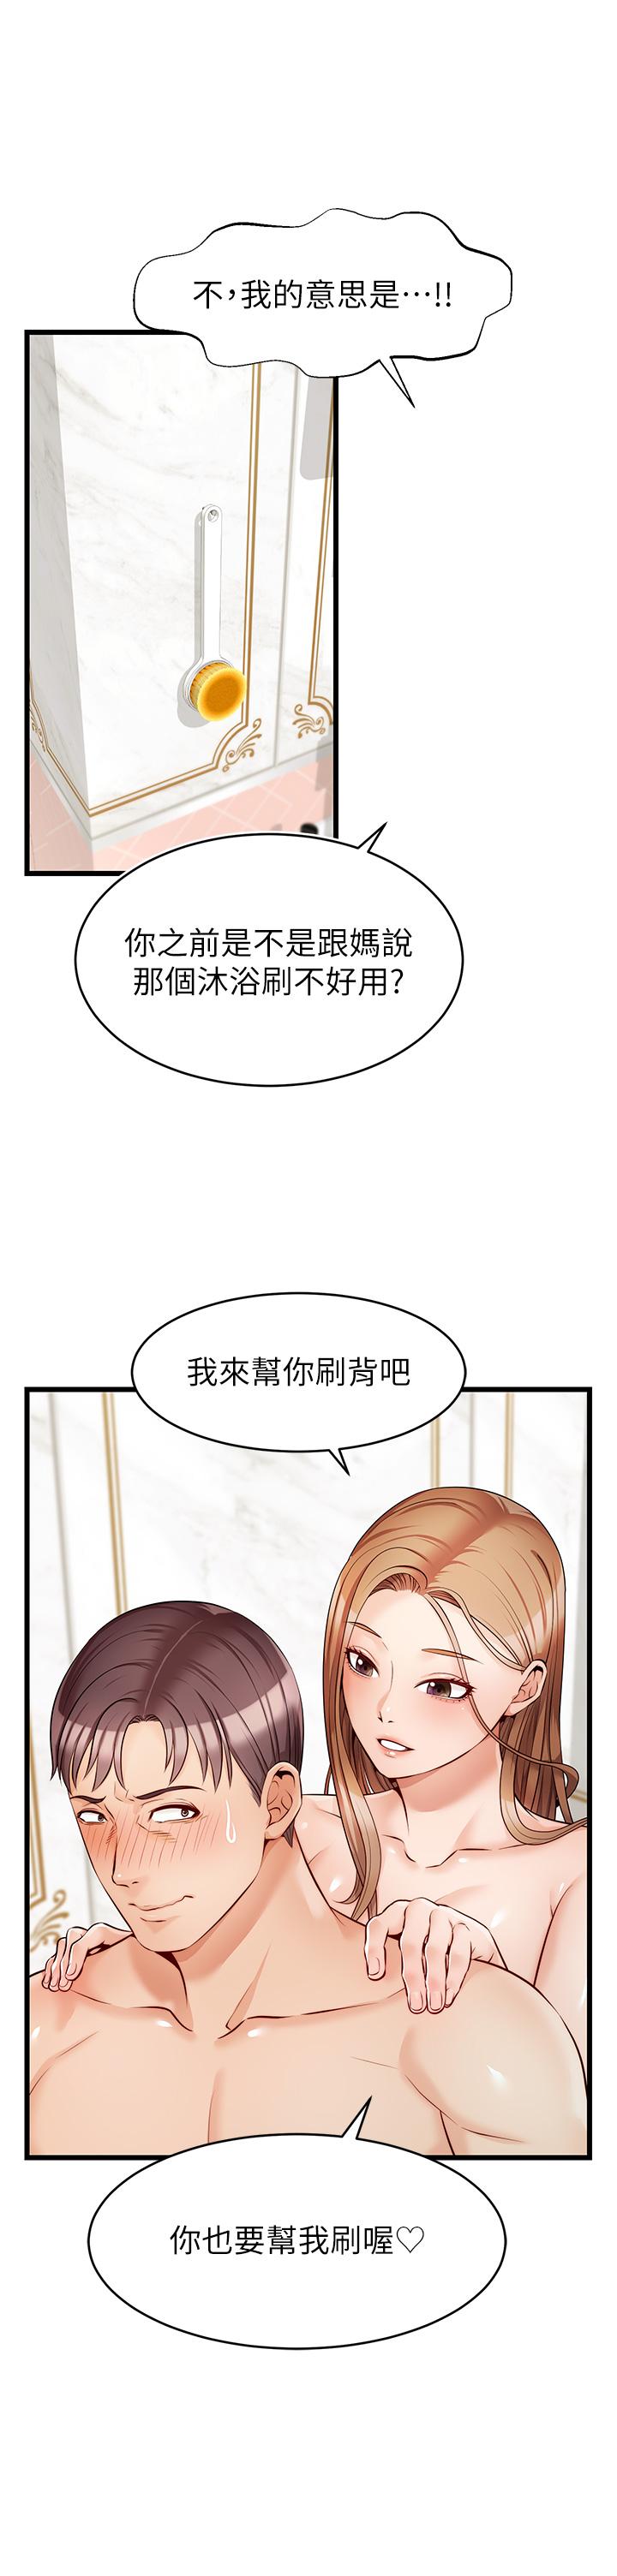 不，我的意思是…!!
你之前是不是跟媽說
那個沐浴刷不好用?
我來幫你刷背吧
你也要幫我刷喔♡